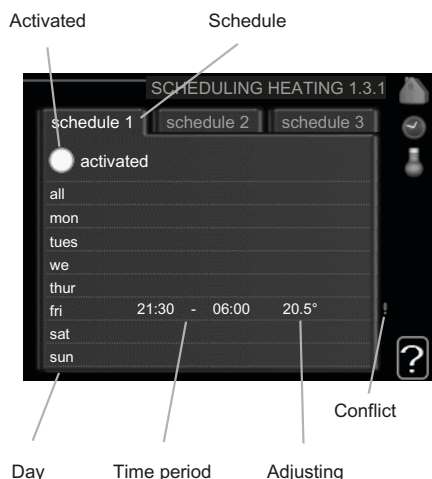 Activated Schedule
SCHEDULING HEATING 1.3.1
schedule 1 schedule 2 schedule 3
activated
all
mon
tues
we
thur
fri 21:30 - 06:00 20.5° !
sat
sun
?
Conflict
Day Time period Adjusting